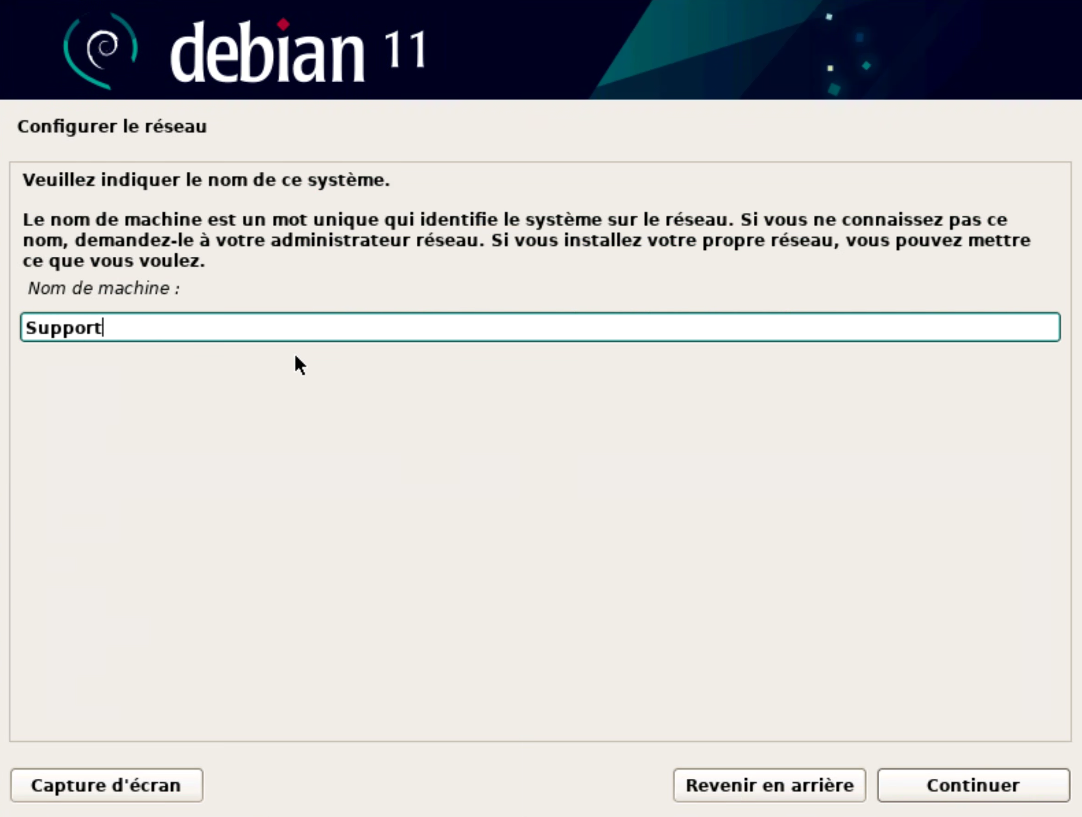 debian 11
Configurer le réseau
Veuillez indiquer le nom de ce système.
Le nom de machine est un mot unique qui identifie le système sur le réseau. Si vous ne connaissez pas ce
nom, demandez-le à votre administrateur réseau. Si vous installez votre propre réseau, vous pouvez mettre
ce que vous voulez.
Nom de machine :
Support
Capture d'écran
Revenir en arrière
Continuer